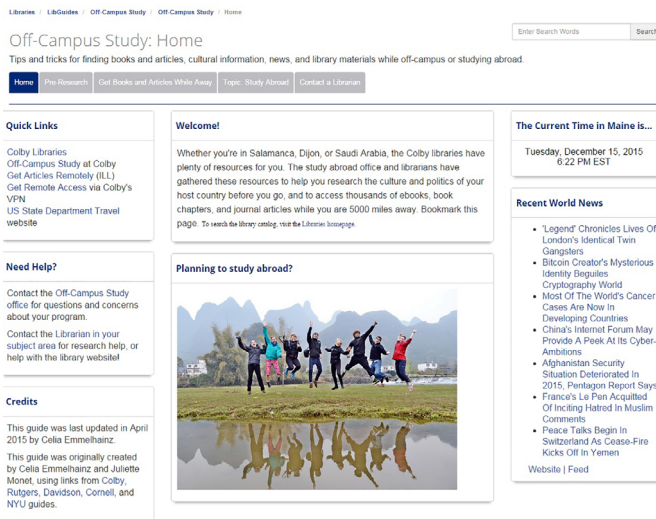 Libraries / LibGuides / Off-Campus Study / Off-Campus Study / Home
Off-Campus Study: Home
Enter Search Words
Search
Tips and tricks for finding books and articles, cultural information, news, and library materials while off-campus or studying abroad.
Home
Pre-Research
Get Books and Articles While Away
Topic: Study Abroad
Contact a Librarian
Quick Links
Colby Libraries
Off-Campus Study at Colby
Get Articles Remotely (ILL)
Get Remote Access via Colby's
VPN
US State Department Travel
website
Need Help?
Contact the Off-Campus Study
office for questions and concerns
about your program.
Contact the Librarian in your
subject area for research help, or
help with the library website!
Credits
This guide was last updated in April
2015 by Celia Emmelhainz.
This guide was originally created
by Celia Emmelhainz and Juliette
Monet, using links from Colby,
Rutgers, Davidson, Cornell, and
NYU guides.
Welcome!
Whether you're in Salamanca, Dijon, or Saudi Arabia, the Colby libraries have
plenty of resources for you. The study abroad office and librarians have
gathered these resources to help you research the culture and politics of your
host country before you go, and to access thousands of ebooks, book
chapters, and journal articles while you are 5000 miles away. Bookmark this
page. To search the library catalog, visit the Libraries homepage.
Planning to study abroad?
The Current Time in Maine is...
Tuesday, December 15, 2015
6:22 PM EST
Recent World News
'Legend' Chronicles Lives Of
London's Identical Twin
Gangsters
Bitcoin Creator's Mysterious
Identity Beguiles
Cryptography World
Most Of The World's Cancer
Cases Are Now In
Developing Countries
China's Internet Forum May
Provide A Peek At Its Cyber-
Ambitions
Afghanistan Security
Situation Deteriorated In
2015, Pentagon Report Says
France's Le Pen Acquitted
Of Inciting Hatred In Muslim
Comments
Peace Talks Begin In
Switzerland As Cease-Fire
Kicks Off In Yemen
Website | Feed